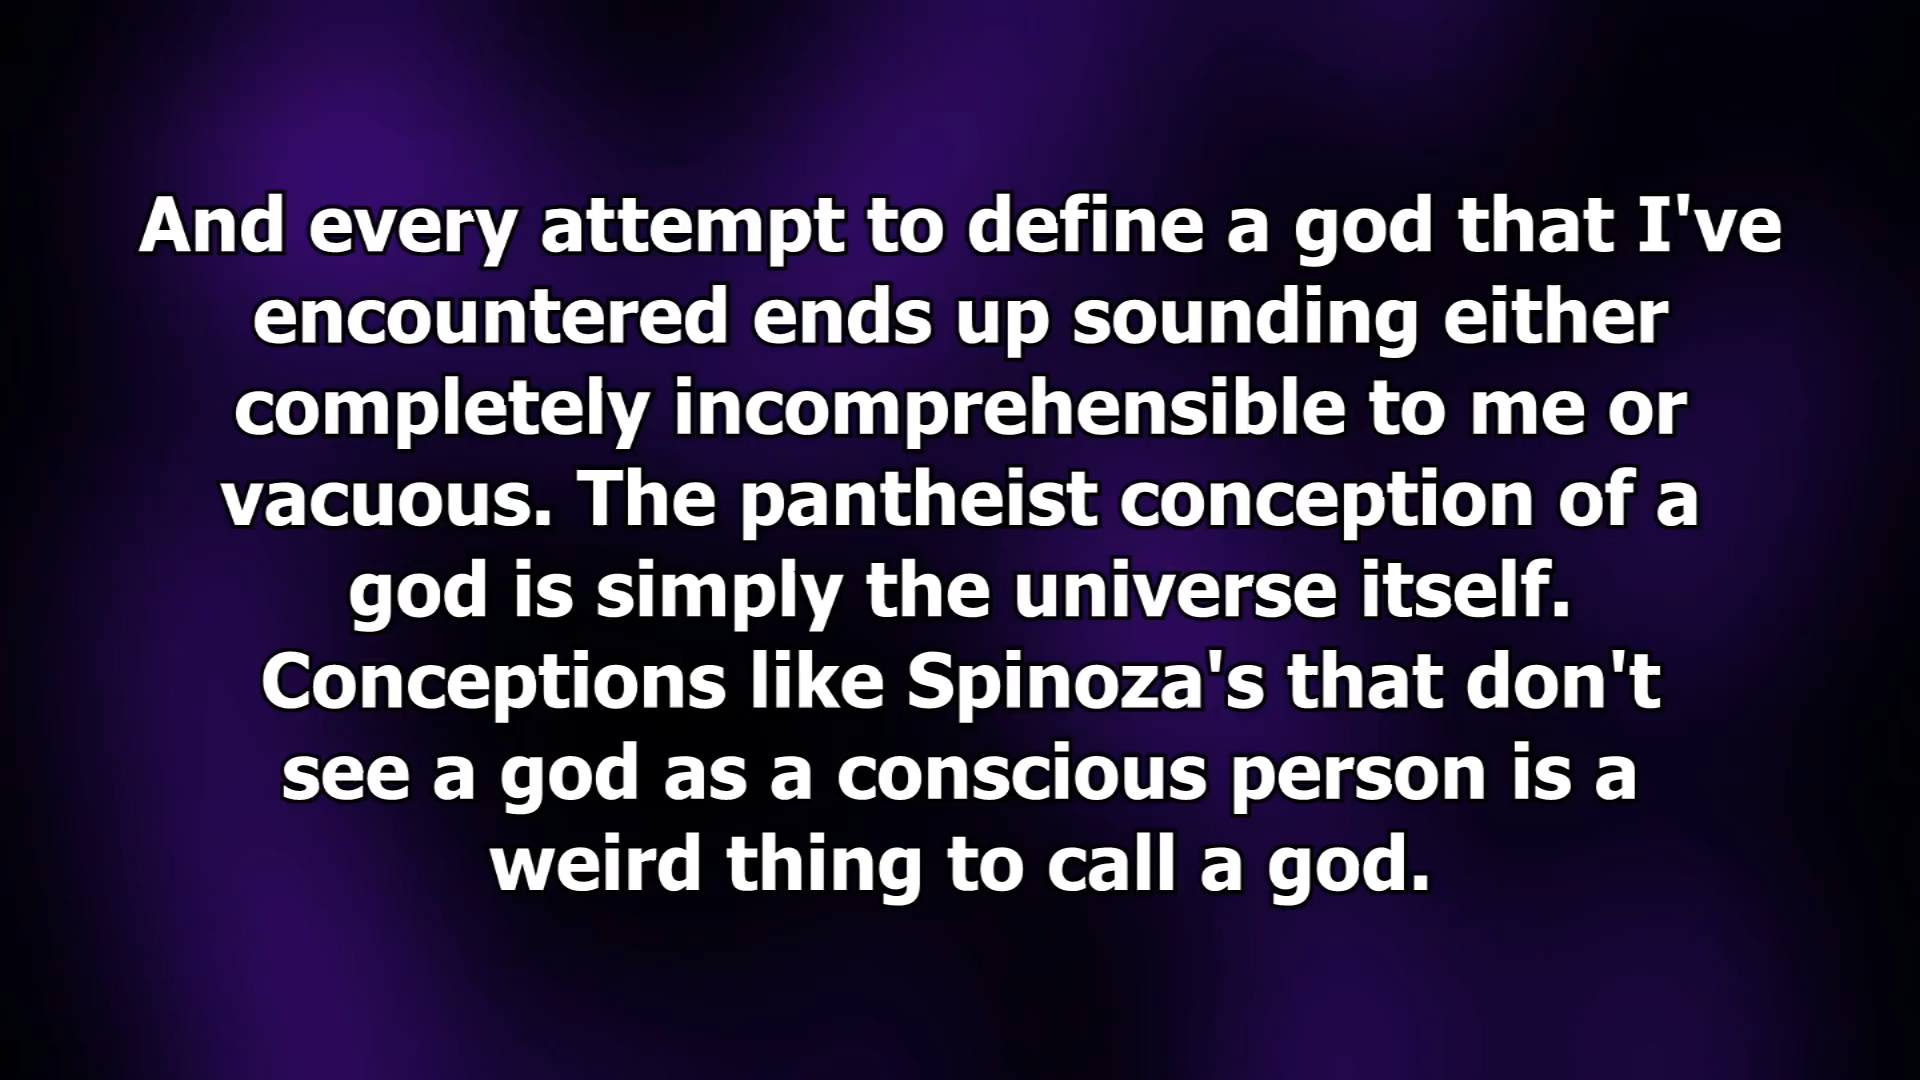 And every attempt to define a god that I've
encountered ends up sounding either
completely incomprehensible to me or
vacuous. The pantheist conception of a
god is simply the universe itself.
Conceptions like Spinoza's that don't
see a god as a conscious person is a
weird thing to call a god.